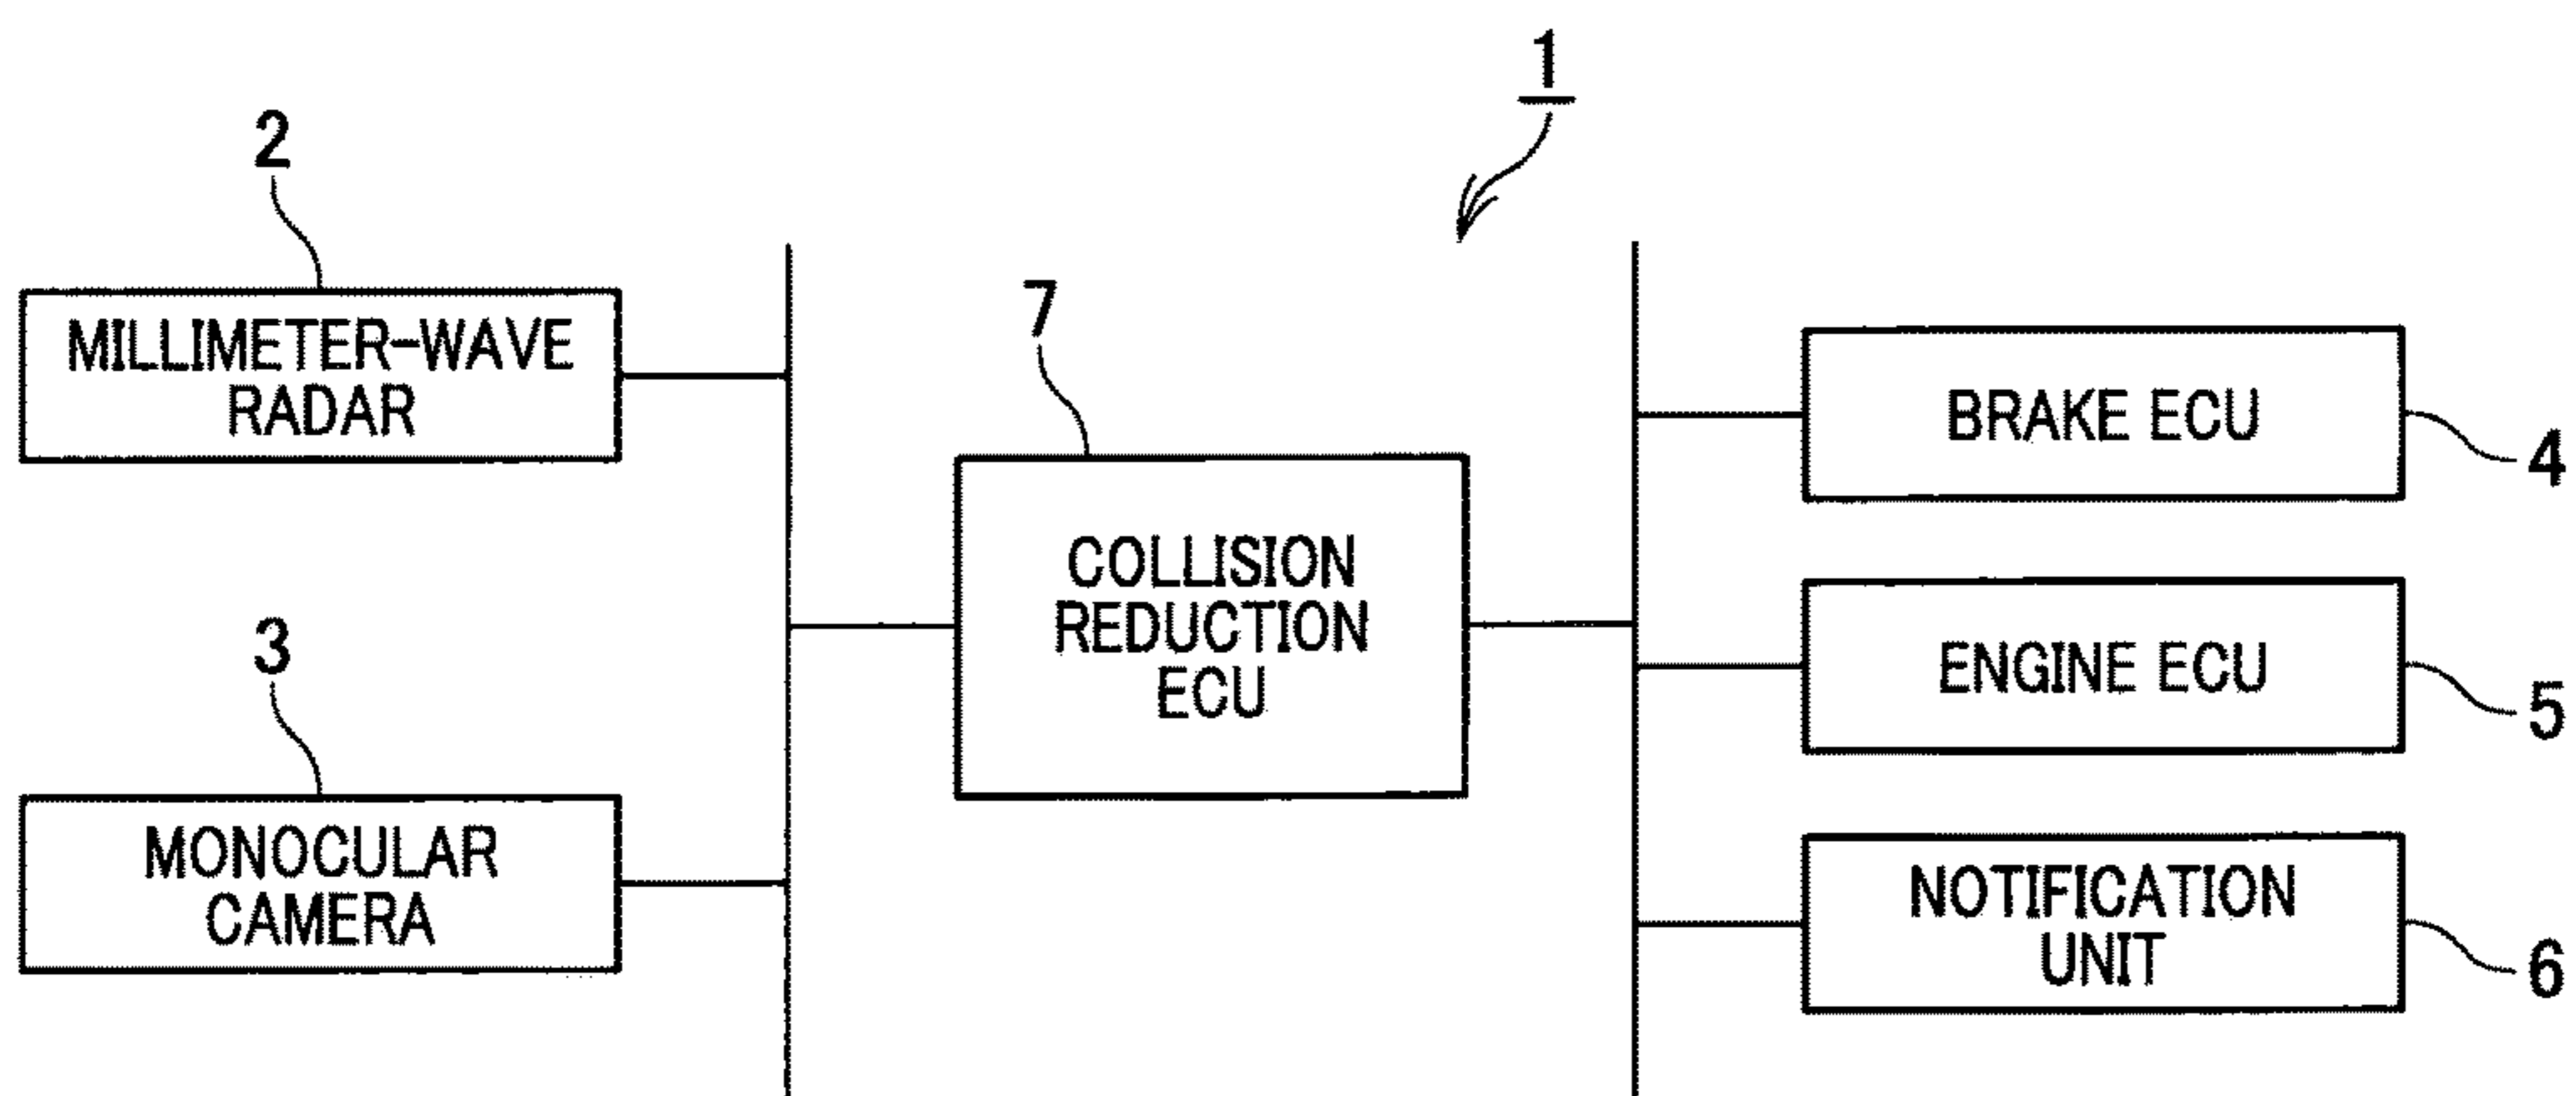 1
2
MILLIMETER-WAVE
RADAR
3
MONOCULAR
CAMERA
7
COLLISION
REDUCTION
ECU
BRAKE ECU
4
ENGINE ECU
5
NOTIFICATION
UNIT
6